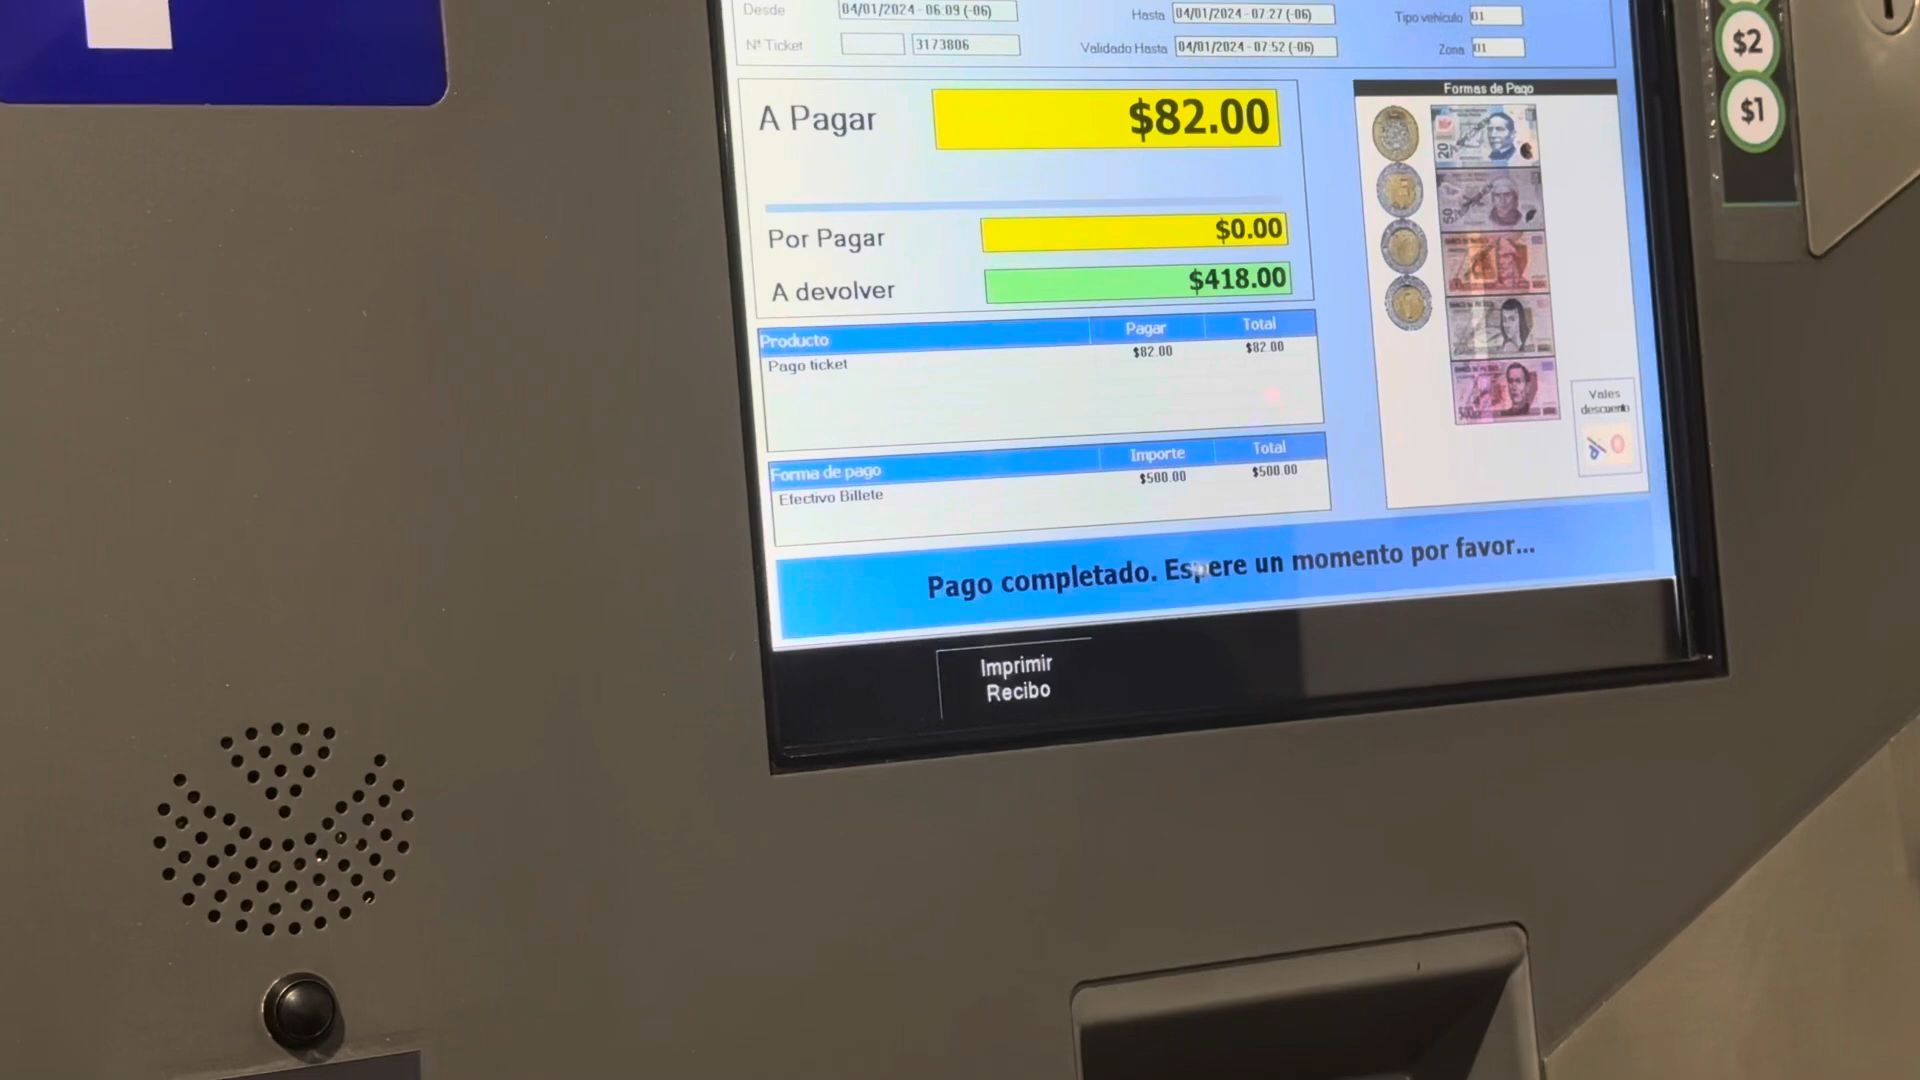 Desde 04/01/2024 - 06:09 (-06) Hasta 04/01/2024 - 07:27 (-06) Tipo vehiculo 01
Nº Ticket 3173806 Validado Hasta 04/01/2024 - 07:52 (-06) Zona 01
$2
$1
A Pagar $82.00
Por Pagar $0.00
A devolver $418.00
Formas de Pago
20
50
Producto Pagar Total
Pago ticket $82.00 $82.00
Vales
descuento
0
Forma de pago Importe Total
Efectivo Billete $500.00 $500.00
Pago completado. Espere un momento por favor...
Imprimir
Recibo